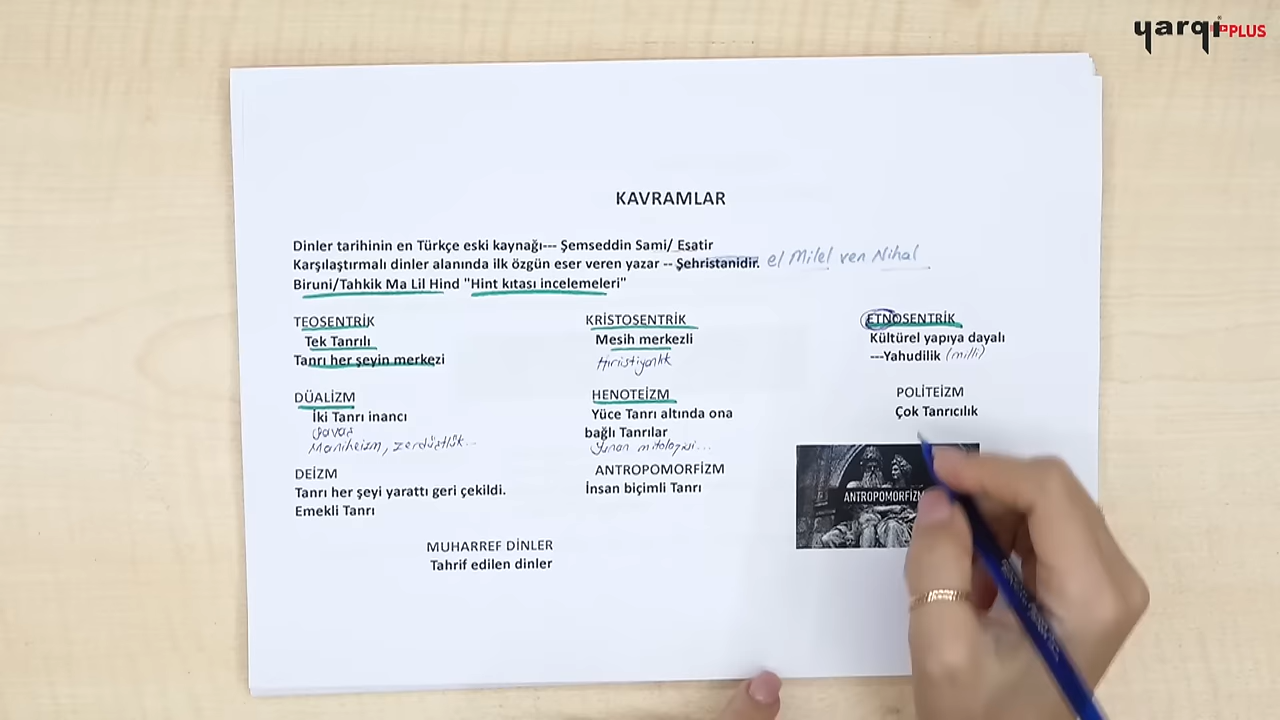 yargı PLUS
KAVRAMLAR
Dinler tarihinin en Türkçe eski kaynağı--- Şemseddin Sami/ Esatir
Karşılaştırmalı dinler alanında ilk özgün eser veren yazar -- Şehristanidir. el Milel ven Nihal
Biruni/Tahkik Ma Lil Hind "Hint kıtası incelemeleri"
TEOSENTRİK
Tek Tanrılı
Tanrı her şeyin merkezi
KRİSTOSENTRİK
Mesih merkezli
Hıristiyanlık
ETNOSENTRİK
Kültürel yapıya dayalı
---Yahudilik (milli)
DÜALİZM
İki Tanrı inancı
Maniheizm, zerdüştlük...
HENOTEİZM
Yüce Tanrı altında ona
bağlı Tanrılar
Yunan mitolojisi...
POLİTEİZM
Çok Tanrıcılık
DEİZM
Tanrı her şeyi yarattı geri çekildi.
Emekli Tanrı
ANTROPOMORFİZM
İnsan biçimli Tanrı
ANTROPOMORFİZM
MUHARREF DİNLER
Tahrif edilen dinler